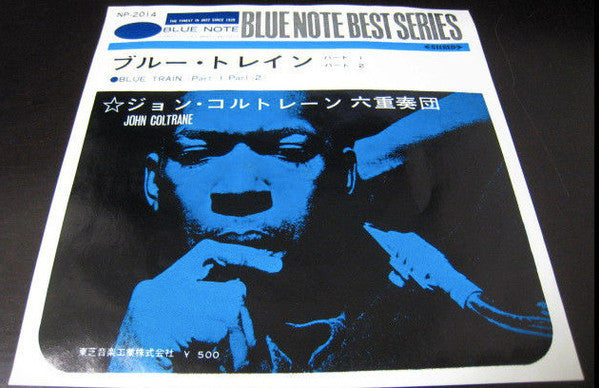 NP-2014
THE FINEST IN JAZZ SINCE 1939
BLUE NOTE
BLUE NOTE BEST SERIES
STEREO
ブルー・トレイン パート 1
パート 2
●BLUE TRAIN Part 1 Part 2
☆ジョン・コルトレーン 六重奏団
JOHN COLTRANE
東芝音楽工業株式会社 ¥ 500